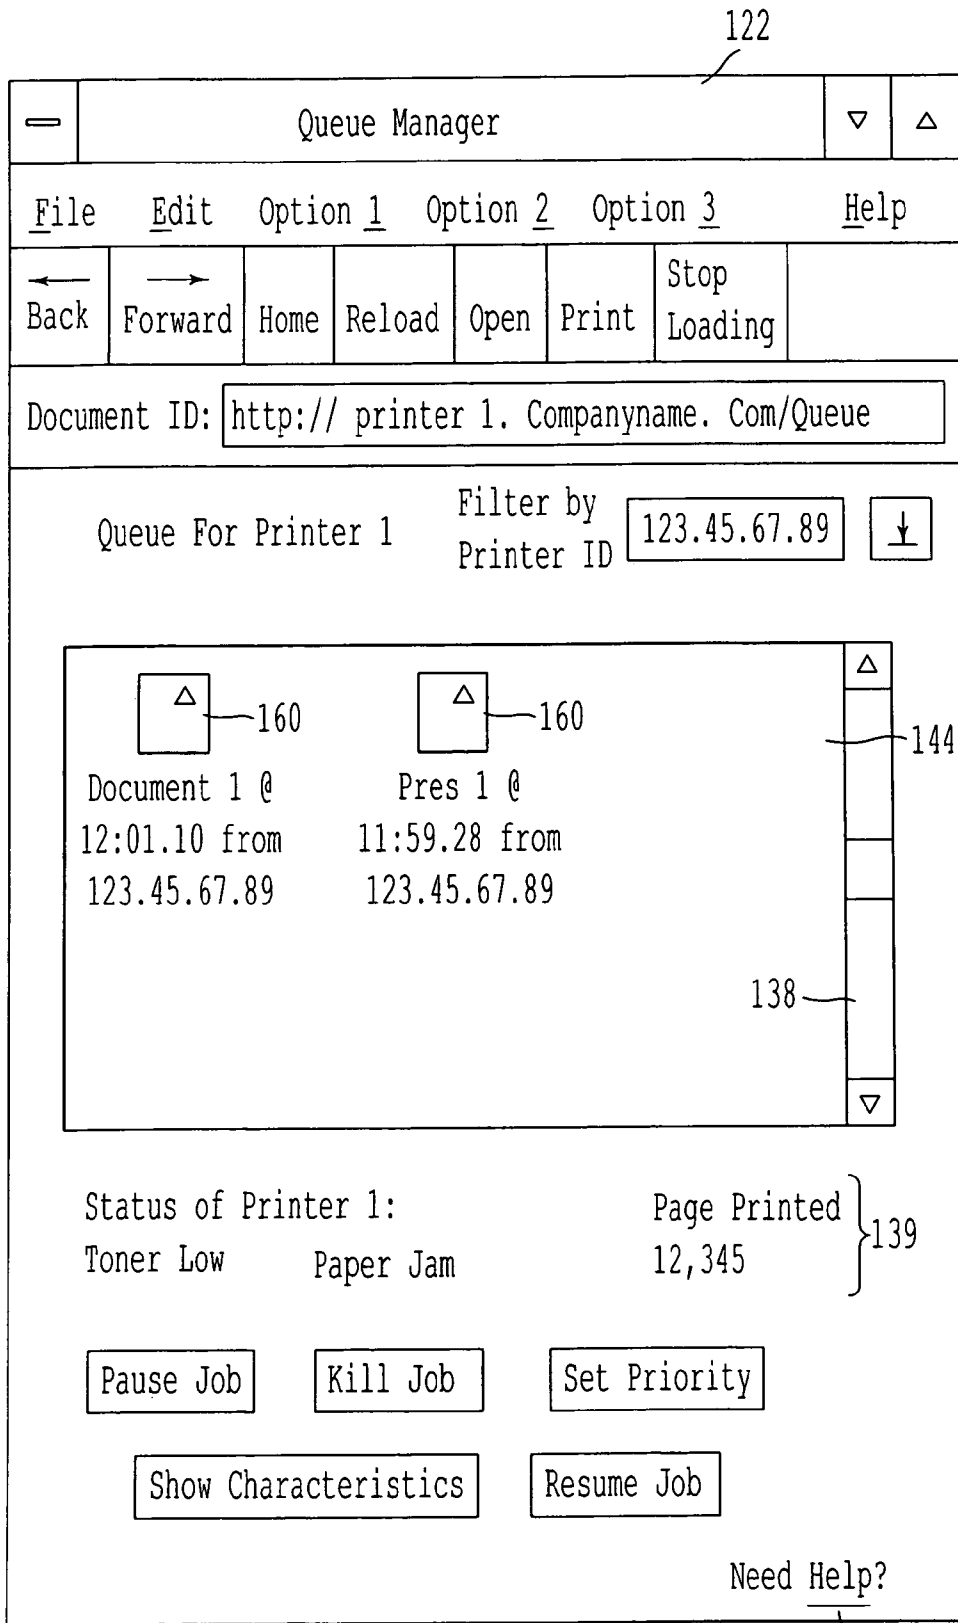 122
Queue Manager
File Edit Option 1 Option 2 Option 3 Help
Back Forward Home Reload Open Print Stop Loading
Document ID: http:// printer 1. Companyname. Com/Queue
Queue For Printer 1
Filter by
Printer ID
123.45.67.89
160
160
144
Document 1 @
12:01.10 from
123.45.67.89
Pres 1 @
11:59.28 from
123.45.67.89
138
Status of Printer 1:
Toner Low Paper Jam
Page Printed
12,345
139
Pause Job Kill Job Set Priority
Show Characteristics Resume Job
Need Help?